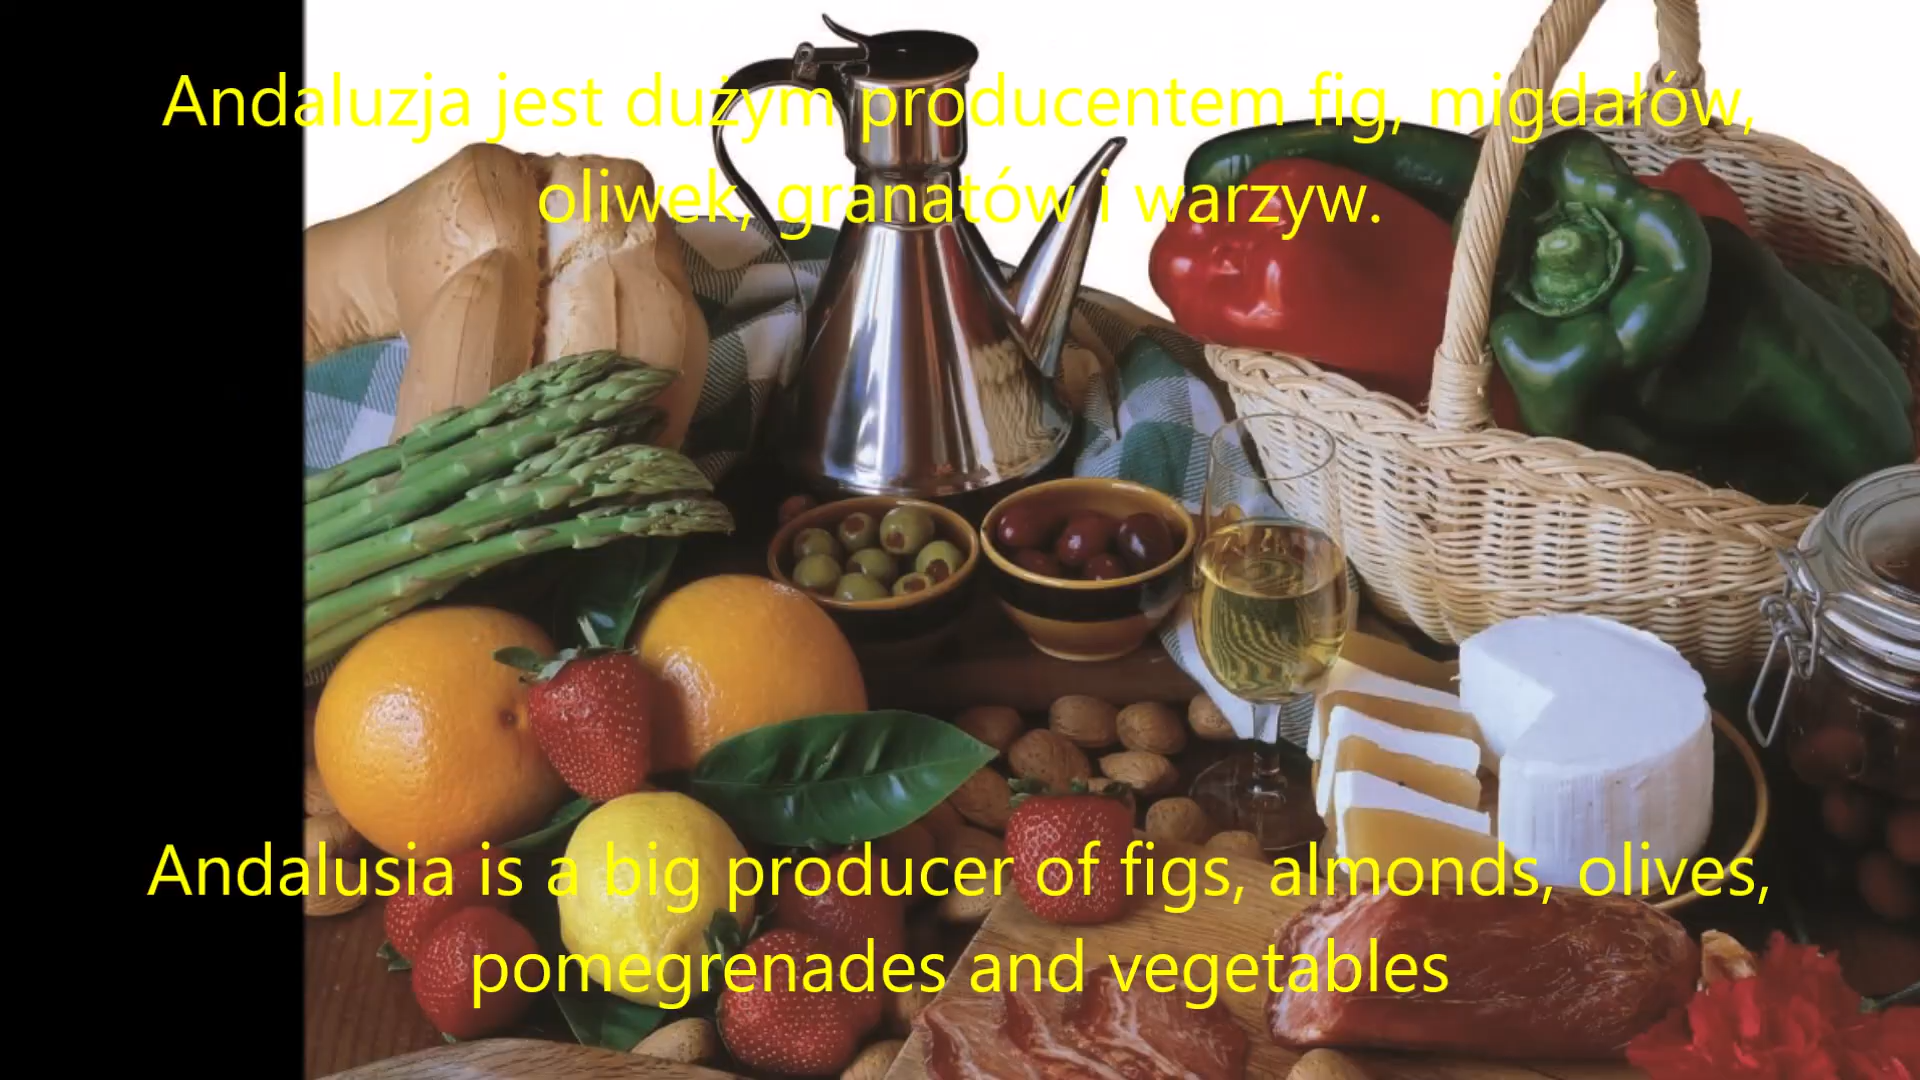 Andaluzja jest dużym producentem fig, migdałów,
oliwek, granatów i warzyw.
Andalusia is a big producer of figs, almonds, olives,
pomegrenades and vegetables